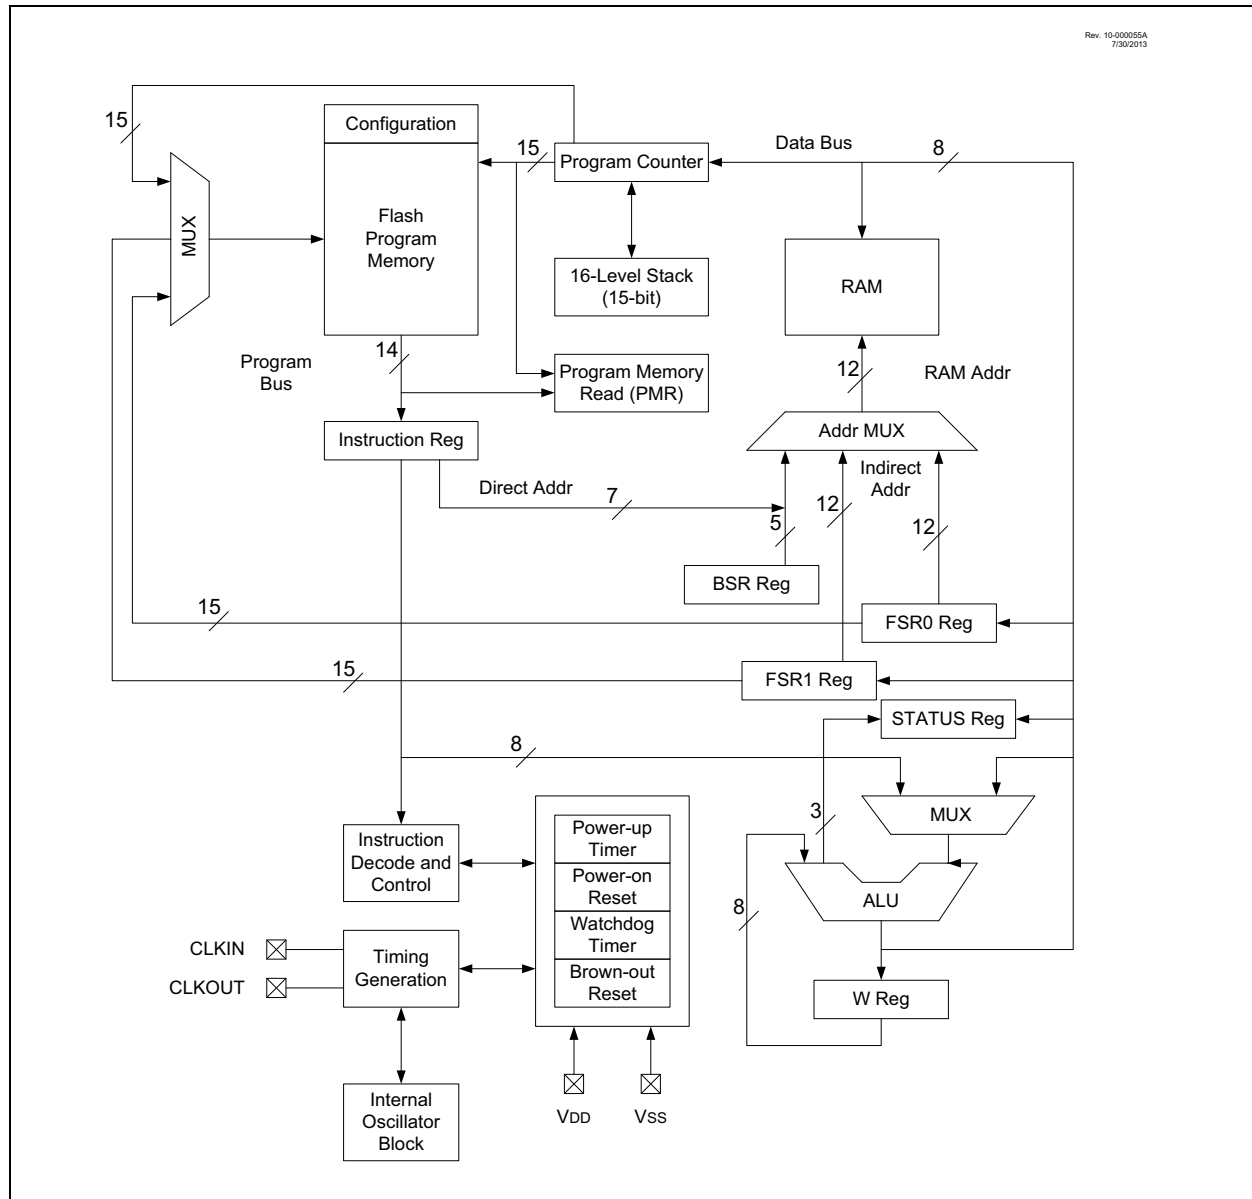 Rev. 10-000055A
7/30/2013
15
Configuration
15
Program Counter
Data Bus
8
MUX
Flash
Program
Memory
16-Level Stack
(15-bit)
RAM
Program
Bus
14
Program Memory
Read (PMR)
12
RAM Addr
Instruction Reg
Addr MUX
Direct Addr
7
Indirect
Addr
5
12
12
BSR Reg
15
FSR0 Reg
15
FSR1 Reg
STATUS Reg
8
3
MUX
Instruction
Decode and
Control
Power-up
Timer
Power-on
Reset
Watchdog
Timer
Brown-out
Reset
8
ALU
CLKIN
CLKOUT
Timing
Generation
W Reg
Internal
Oscillator
Block
VDD
VSS